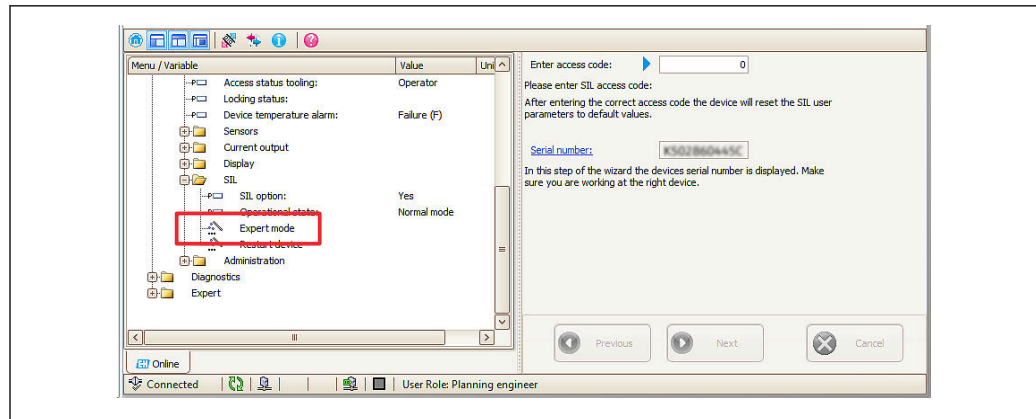 Menu / Variable Value Uni
Access status tooling: Operator
Locking status:
Device temperature alarm: Failure (F)
Sensors
Current output
Display
SIL
SIL option: Yes
Operational state: Normal mode
Expert mode
Restart device
Administration
Diagnostics
Expert
Online
Enter access code: 0
Please enter SIL access code:
After entering the correct access code the device will reset the SIL user
parameters to default values.
Serial number:
In this step of the wizard the devices serial number is displayed. Make
sure you are working at the right device.
Previous Next Cancel
Connected User Role: Planning engineer